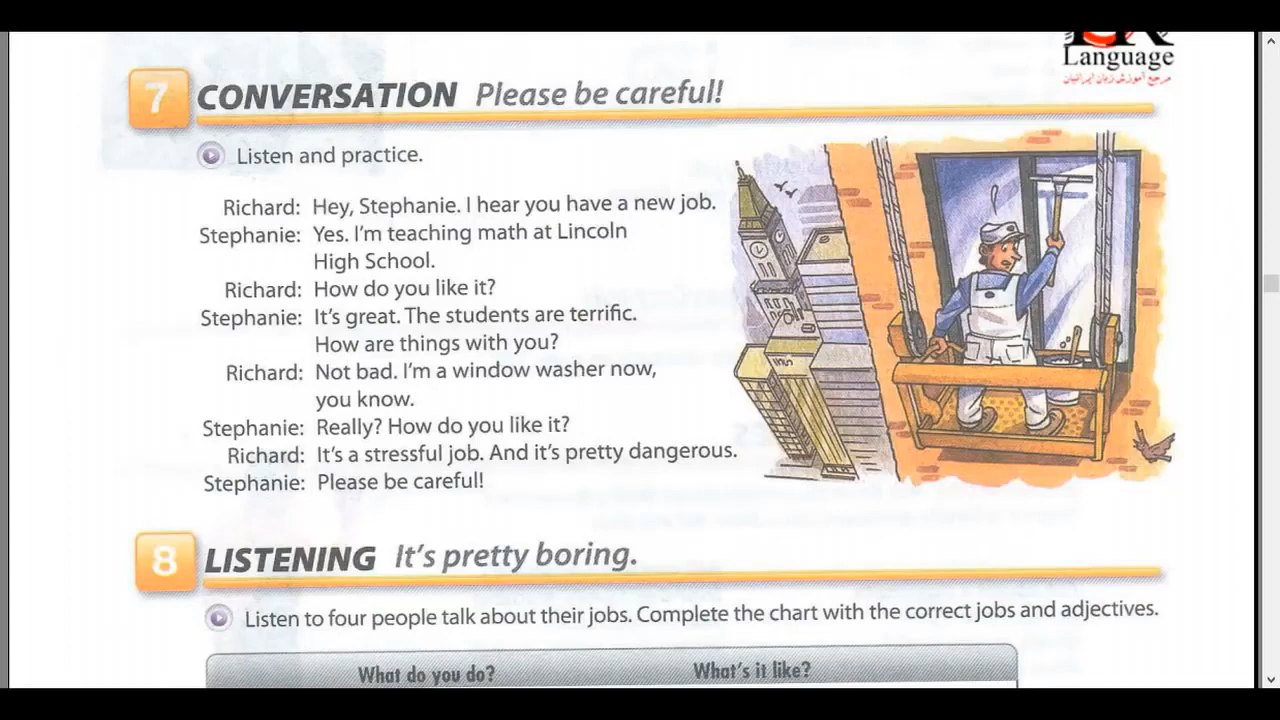 Language
مرجع آموزش زبان ایرانیان
7 CONVERSATION Please be careful!
Listen and practice.
Richard: Hey, Stephanie. I hear you have a new job.
Stephanie: Yes. I'm teaching math at Lincoln
High School.
Richard: How do you like it?
Stephanie: It's great. The students are terrific.
How are things with you?
Richard: Not bad. I'm a window washer now,
you know.
Stephanie: Really? How do you like it?
Richard: It's a stressful job. And it's pretty dangerous.
Stephanie: Please be careful!
8 LISTENING It's pretty boring.
Listen to four people talk about their jobs. Complete the chart with the correct jobs and adjectives.
What do you do? What's it like?